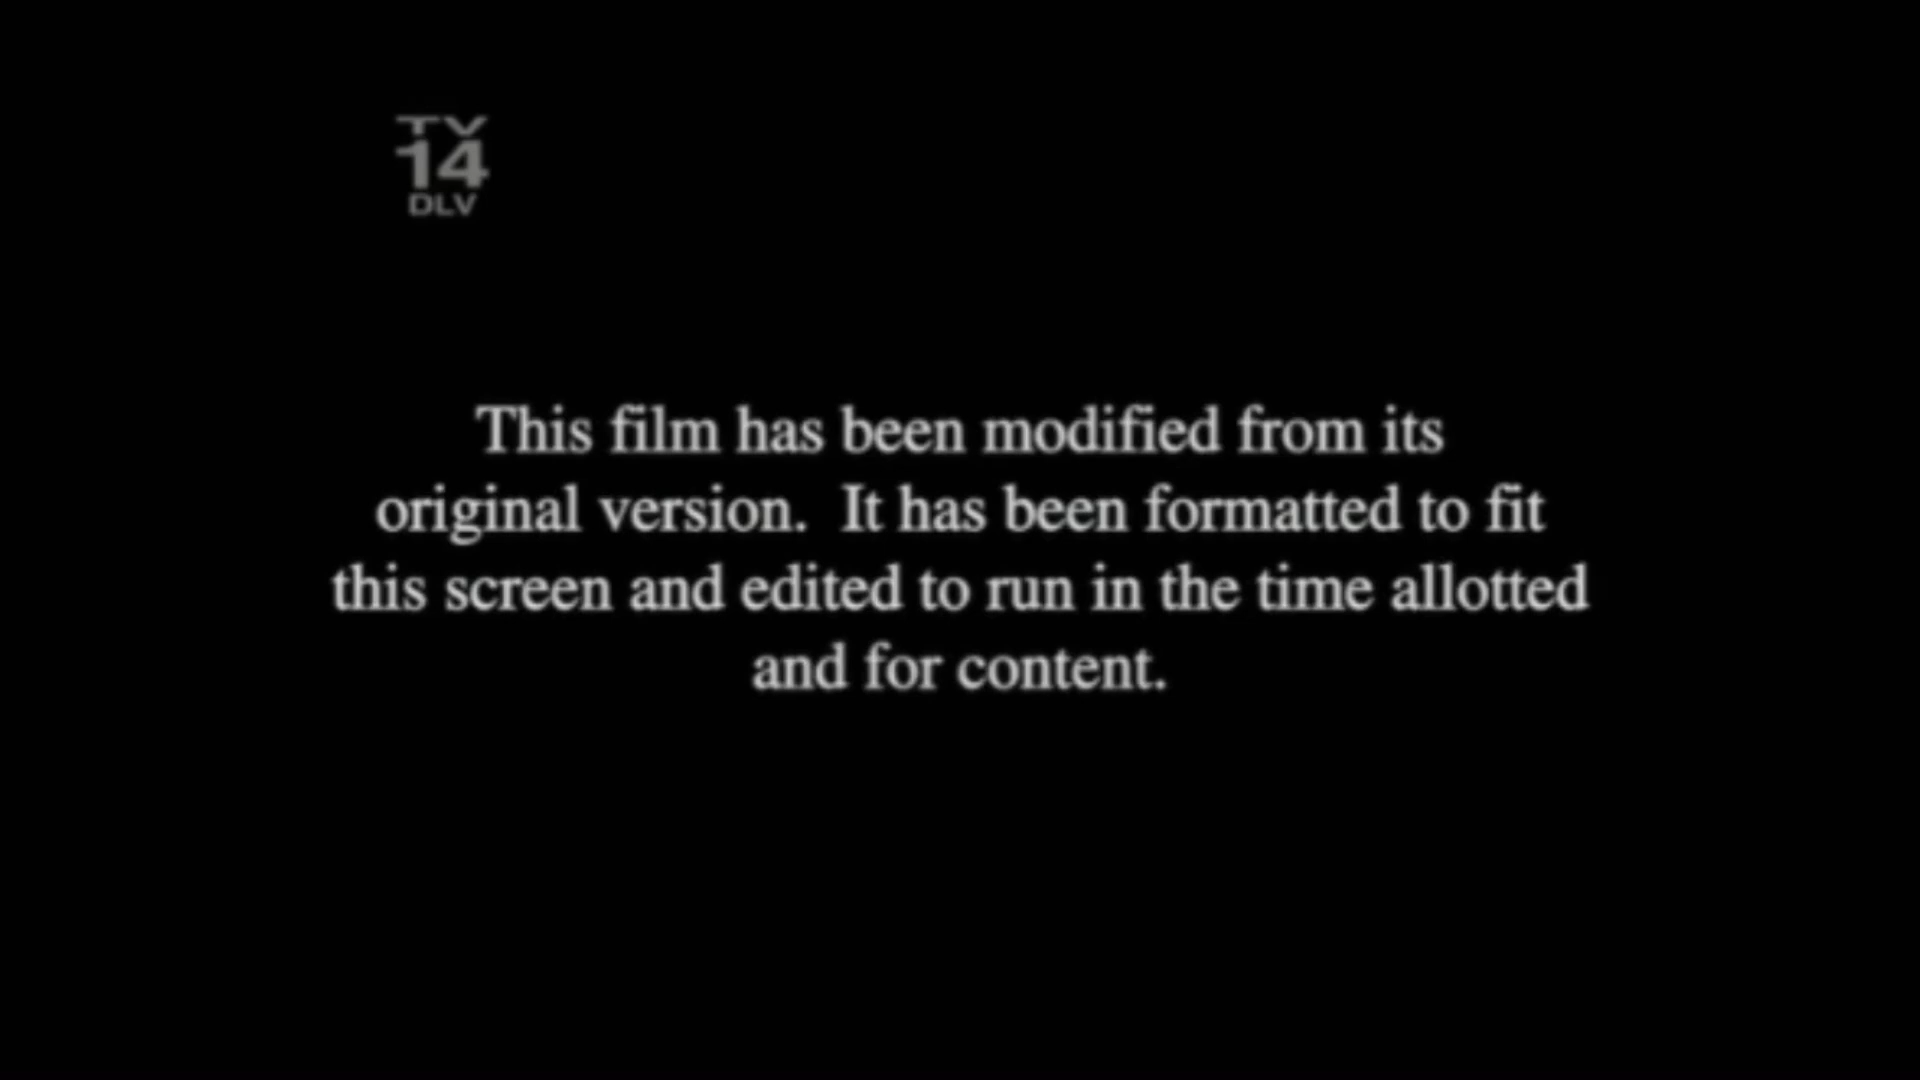 TV
14
DLV
This film has been modified from its
original version.  It has been formatted to fit
this screen and edited to run in the time allotted
and for content.